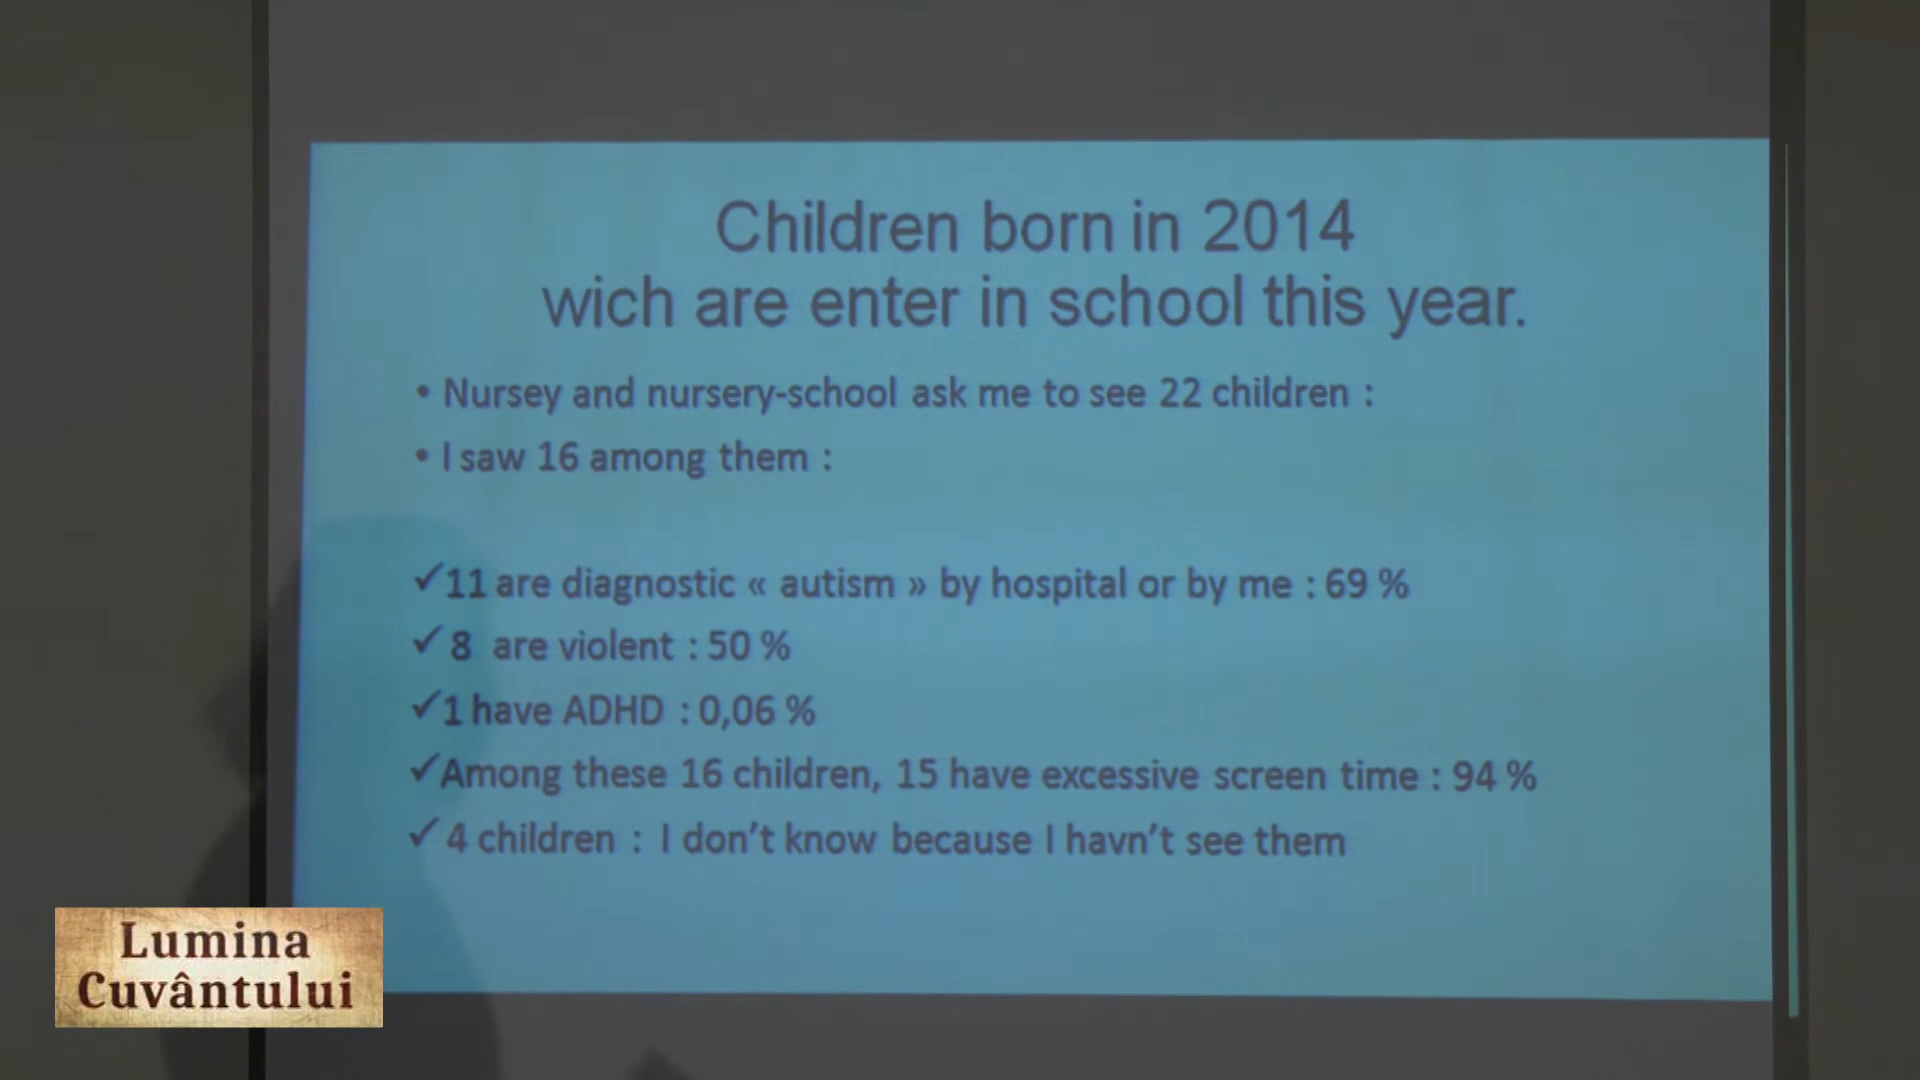 Children born in 2014
wich are enter in school this year.
• Nursey and nursery-school ask me to see 22 children :
• I saw 16 among them :
✓11 are diagnostic « autism » by hospital or by me : 69 %
✓ 8 are violent : 50 %
✓1 have ADHD : 0,06 %
✓Among these 16 children, 15 have excessive screen time : 94 %
✓ 4 children : I don't know because I havn't see them
Lumina
Cuvântului